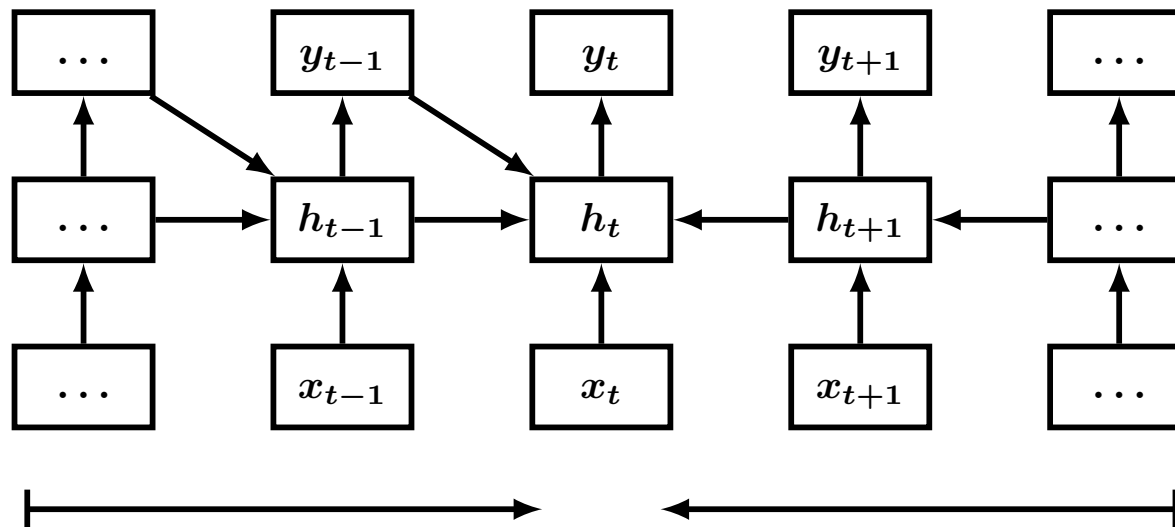 ... y_{t-1} y_t y_{t+1} ...
... h_{t-1} h_t h_{t+1} ...
... x_{t-1} x_t x_{t+1} ...